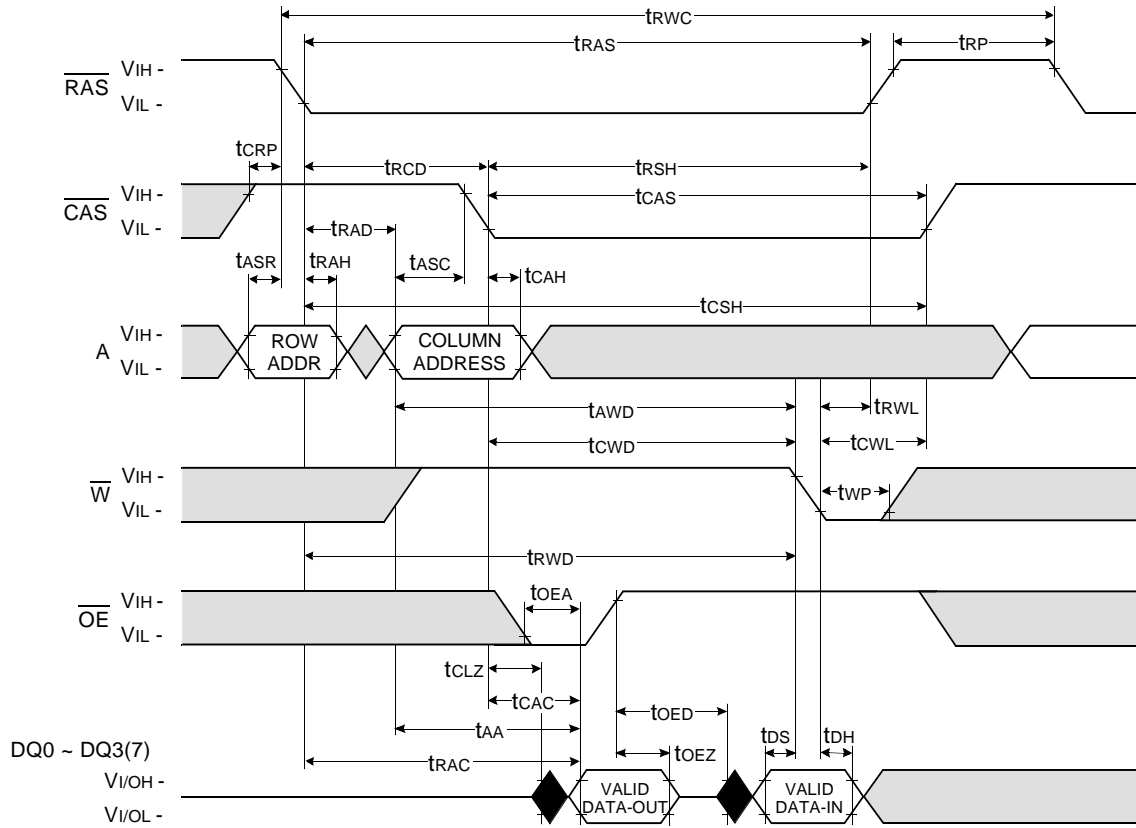 tRWC
tRAS
tRP
RAS
VIH -
VIL -
tCRP
tRCD
tRSH
CAS
VIH -
VIL -
tCAS
tRAD
tASR
tRAH
tASC
tCAH
tCSH
A
VIH -
VIL -
ROW
ADDR
COLUMN
ADDRESS
tAWD
tRWL
tCWD
tCWL
W
VIH -
VIL -
tWP
tRWD
OE
VIH -
VIL -
tOEA
tCLZ
tCAC
tOED
tAA
tOEZ
tDS
tDH
DQ0 ~ DQ3(7)
tRAC
VI/OH -
VI/OL -
VALID
DATA-OUT
VALID
DATA-IN